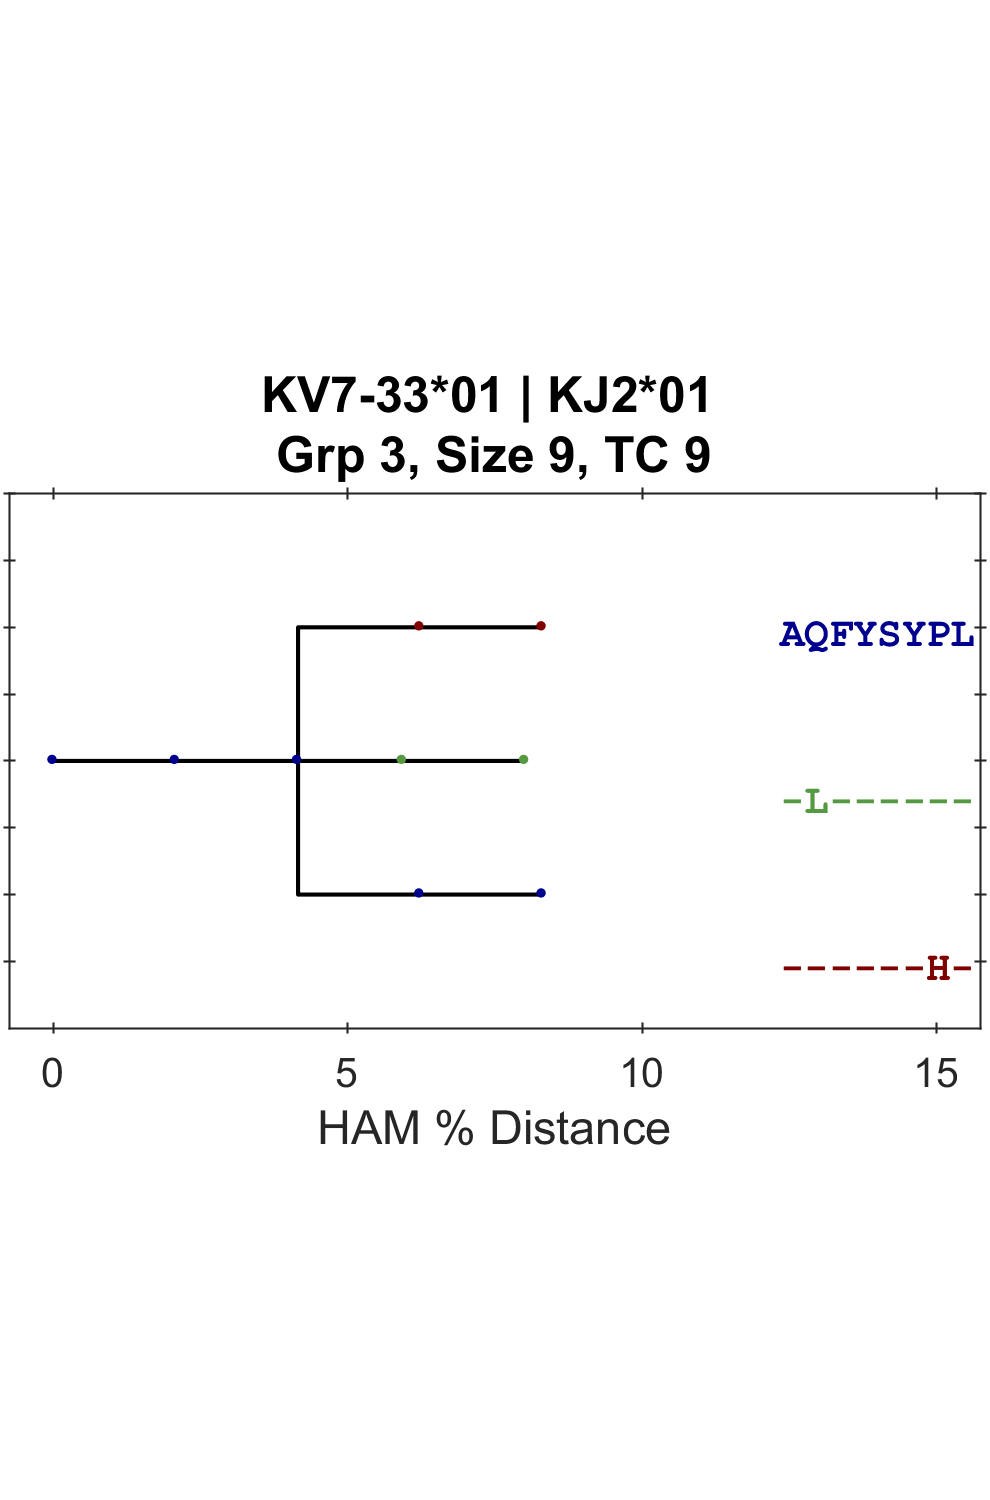 KV7-33*01 | KJ2*01
Grp 3, Size 9, TC 9
AQFYSYPL
-L------
------H-
0 5 10 15
HAM % Distance